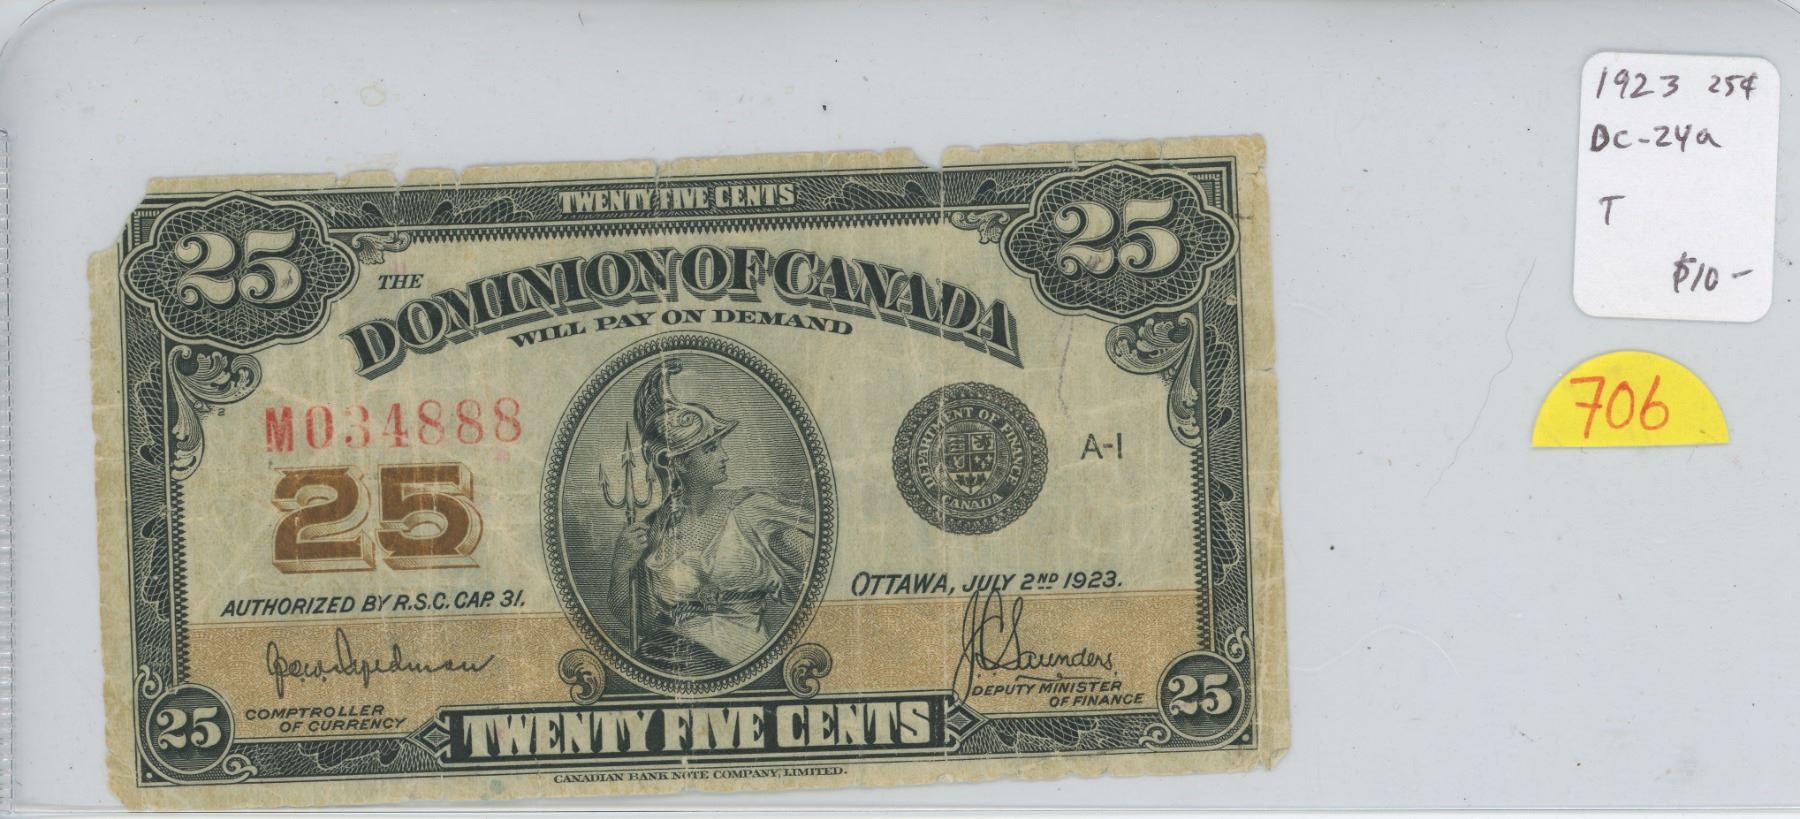 1923 25¢
DC-24a
T
$10-
706
25
TWENTY FIVE CENTS
25
THE
DOMINION OF CANADA
WILL PAY ON DEMAND
2
M034888
25
DEPARTMENT OF FINANCE
CANADA
A-1
OTTAWA, JULY 2ND 1923.
AUTHORIZED BY R.S.C. CAP. 31.
J C Saunders
COMPTROLLER
OF CURRENCY
DEPUTY MINISTER
OF FINANCE
25
TWENTY FIVE CENTS
25
CANADIAN BANK NOTE COMPANY, LIMITED.